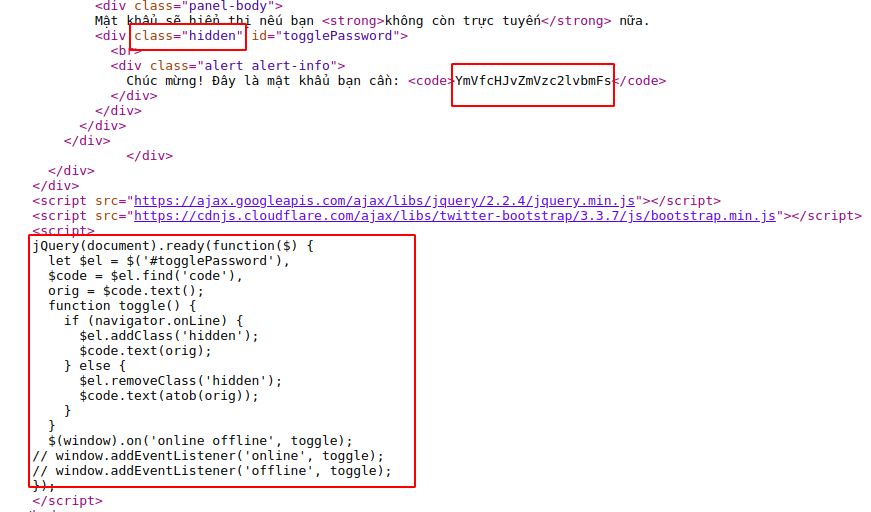 <div class="panel-body">
Mật khẩu sẽ hiển thị nếu bạn <strong>không còn trực tuyến</strong> nữa.
<div class="hidden" id="togglePassword">
<br>
<div class="alert alert-info">
Chúc mừng! Đây là mật khẩu bạn cần: <code>YmVfcHJvZmVzc2lvbmFs</code>
</div>
</div>
</div>
</div>
</div>
</div>
</div>
<script src="https://ajax.googleapis.com/ajax/libs/jquery/2.2.4/jquery.min.js"></script>
<script src="https://cdnjs.cloudflare.com/ajax/libs/twitter-bootstrap/3.3.7/js/bootstrap.min.js"></script>
<script>
jQuery(document).ready(function($) {
let $el = $('#togglePassword'),
$code = $el.find('code'),
orig = $code.text();
function toggle() {
if (navigator.onLine) {
$el.addClass('hidden');
$code.text(orig);
} else {
$el.removeClass('hidden');
$code.text(atob(orig));
}
}
$(window).on('online offline', toggle);
// window.addEventListener('online', toggle);
// window.addEventListener('offline', toggle);
});
</script>